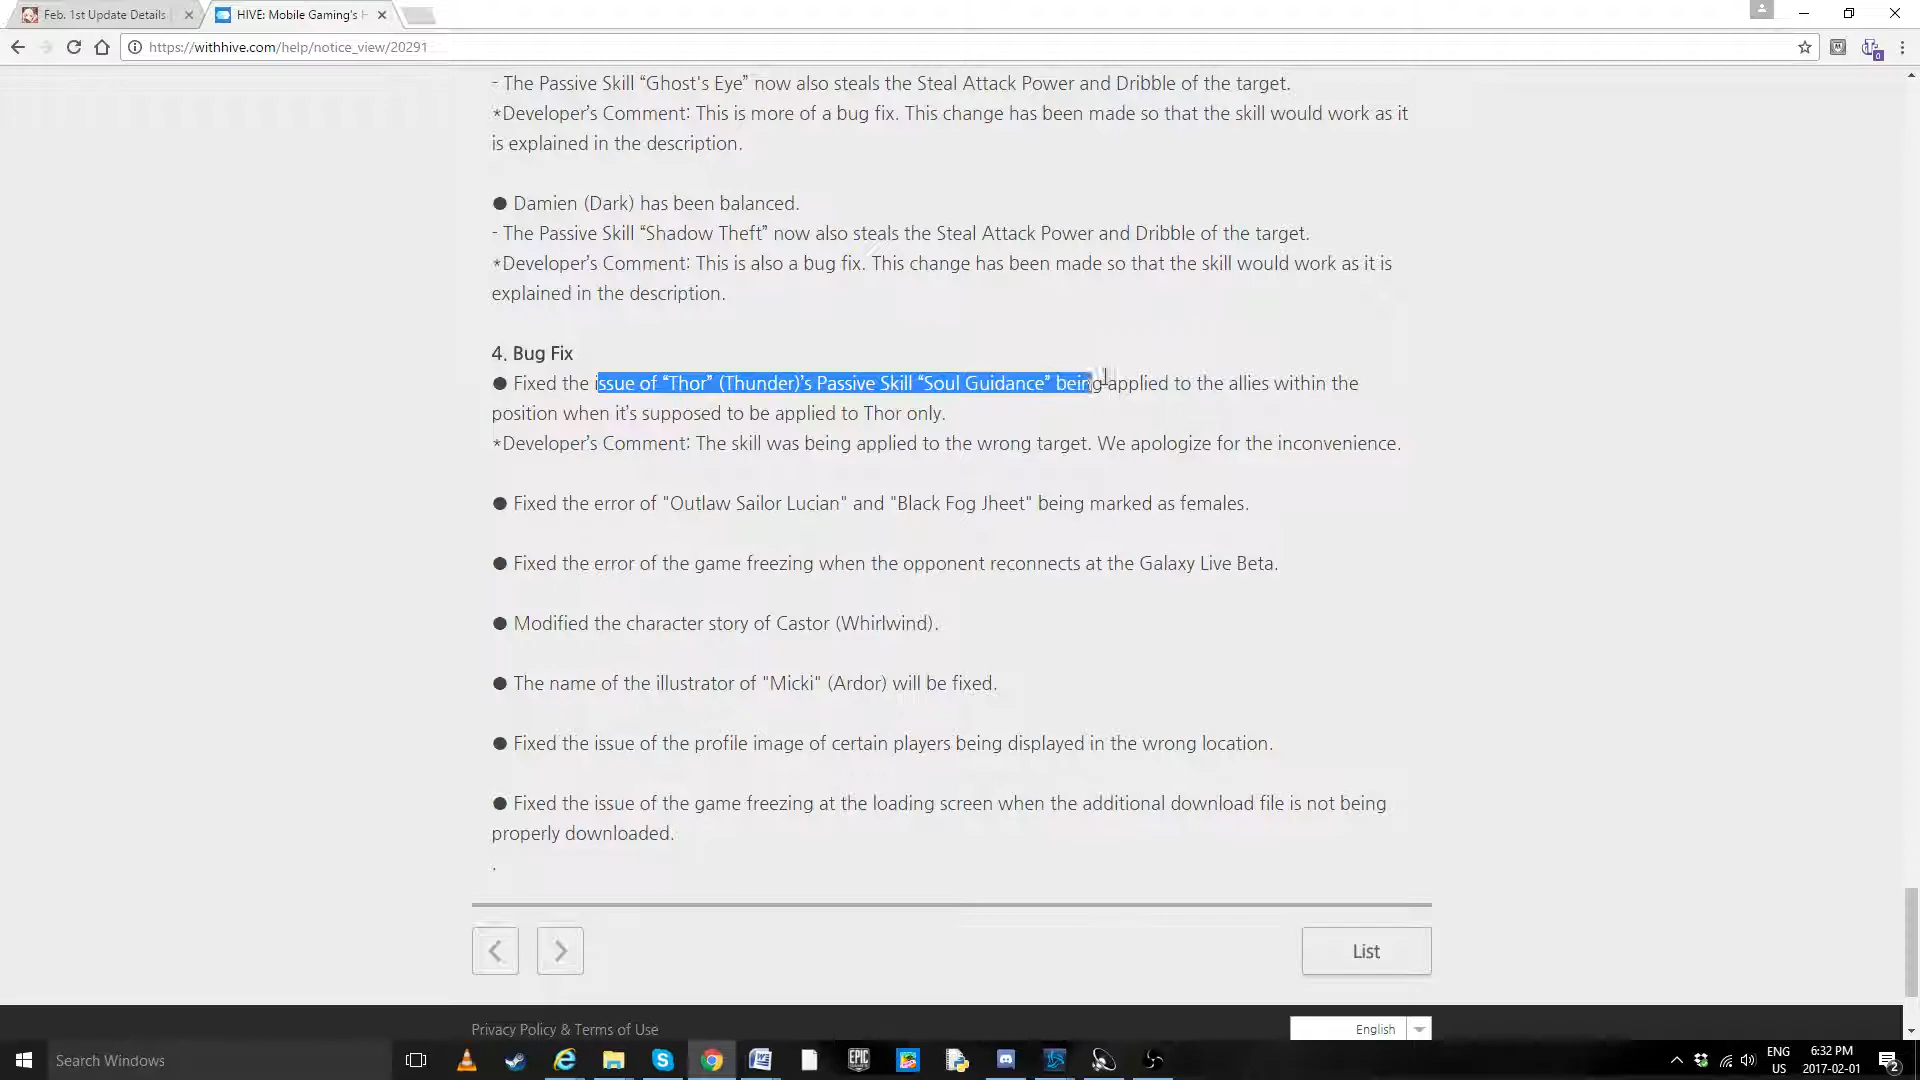 Feb. 1st Update Details
HIVE: Mobile Gaming's H
https://withhive.com/help/notice_view/20291
- The Passive Skill “Ghost's Eye” now also steals the Steal Attack Power and Dribble of the target.
*Developer’s Comment: This is more of a bug fix. This change has been made so that the skill would work as it
is explained in the description.
● Damien (Dark) has been balanced.
- The Passive Skill “Shadow Theft” now also steals the Steal Attack Power and Dribble of the target.
*Developer’s Comment: This is also a bug fix. This change has been made so that the skill would work as it is
explained in the description.
4. Bug Fix
● Fixed the issue of “Thor” (Thunder)’s Passive Skill “Soul Guidance” being applied to the allies within the
position when it’s supposed to be applied to Thor only.
*Developer’s Comment: The skill was being applied to the wrong target. We apologize for the inconvenience.
● Fixed the error of "Outlaw Sailor Lucian" and "Black Fog Jheet" being marked as females.
● Fixed the error of the game freezing when the opponent reconnects at the Galaxy Live Beta.
● Modified the character story of Castor (Whirlwind).
● The name of the illustrator of "Micki" (Ardor) will be fixed.
● Fixed the issue of the profile image of certain players being displayed in the wrong location.
● Fixed the issue of the game freezing at the loading screen when the additional download file is not being
properly downloaded.
.
List
Privacy Policy & Terms of Use
English
Search Windows
EPIC
GAMES
ENG
US
6:32 PM
2017-02-01
2